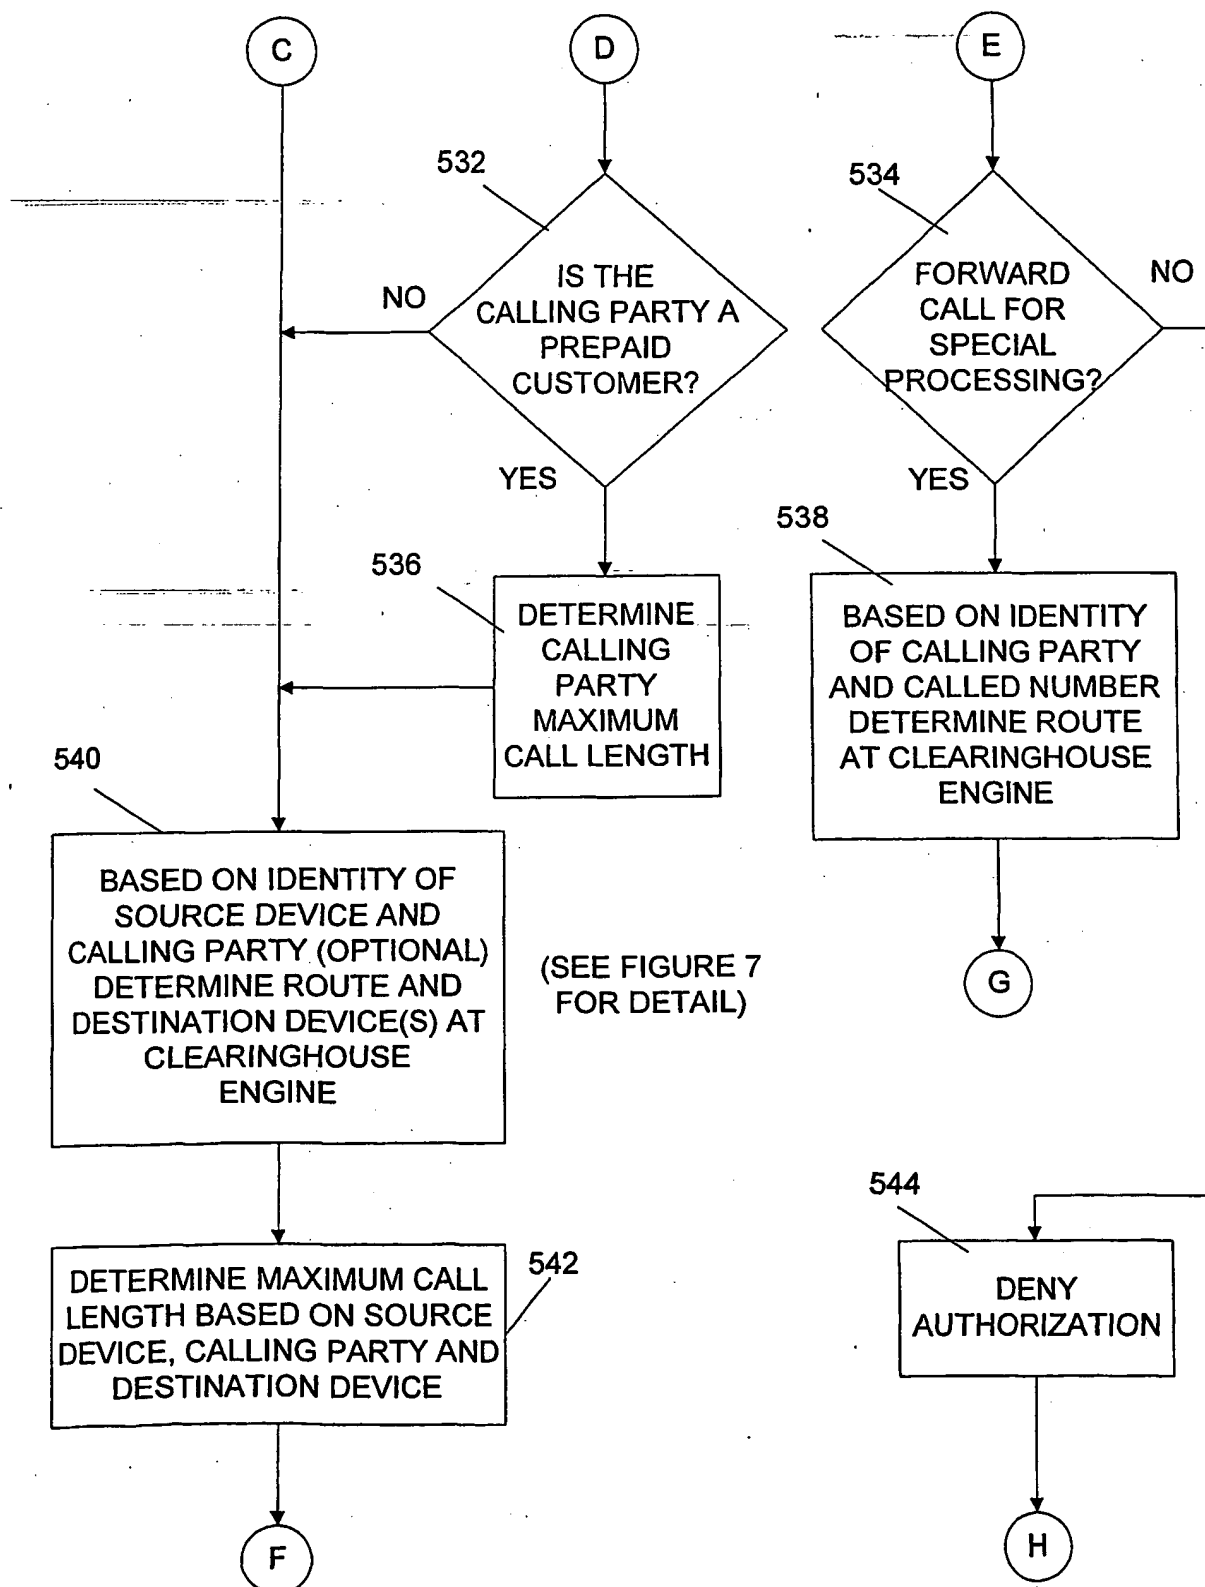 C
D
E
532
534
IS THE
CALLING PARTY A
PREPAID
CUSTOMER?
NO
FORWARD
CALL FOR
SPECIAL
PROCESSING?
NO
YES
YES
536
538
DETERMINE
CALLING
PARTY
MAXIMUM
CALL LENGTH
BASED ON IDENTITY
OF CALLING PARTY
AND CALLED NUMBER
DETERMINE ROUTE
AT CLEARINGHOUSE
ENGINE
540
BASED ON IDENTITY OF
SOURCE DEVICE AND
CALLING PARTY (OPTIONAL)
DETERMINE ROUTE AND
DESTINATION DEVICE(S) AT
CLEARINGHOUSE
ENGINE
(SEE FIGURE 7
FOR DETAIL)
G
544
542
DETERMINE MAXIMUM CALL
LENGTH BASED ON SOURCE
DEVICE, CALLING PARTY AND
DESTINATION DEVICE
DENY
AUTHORIZATION
F
H